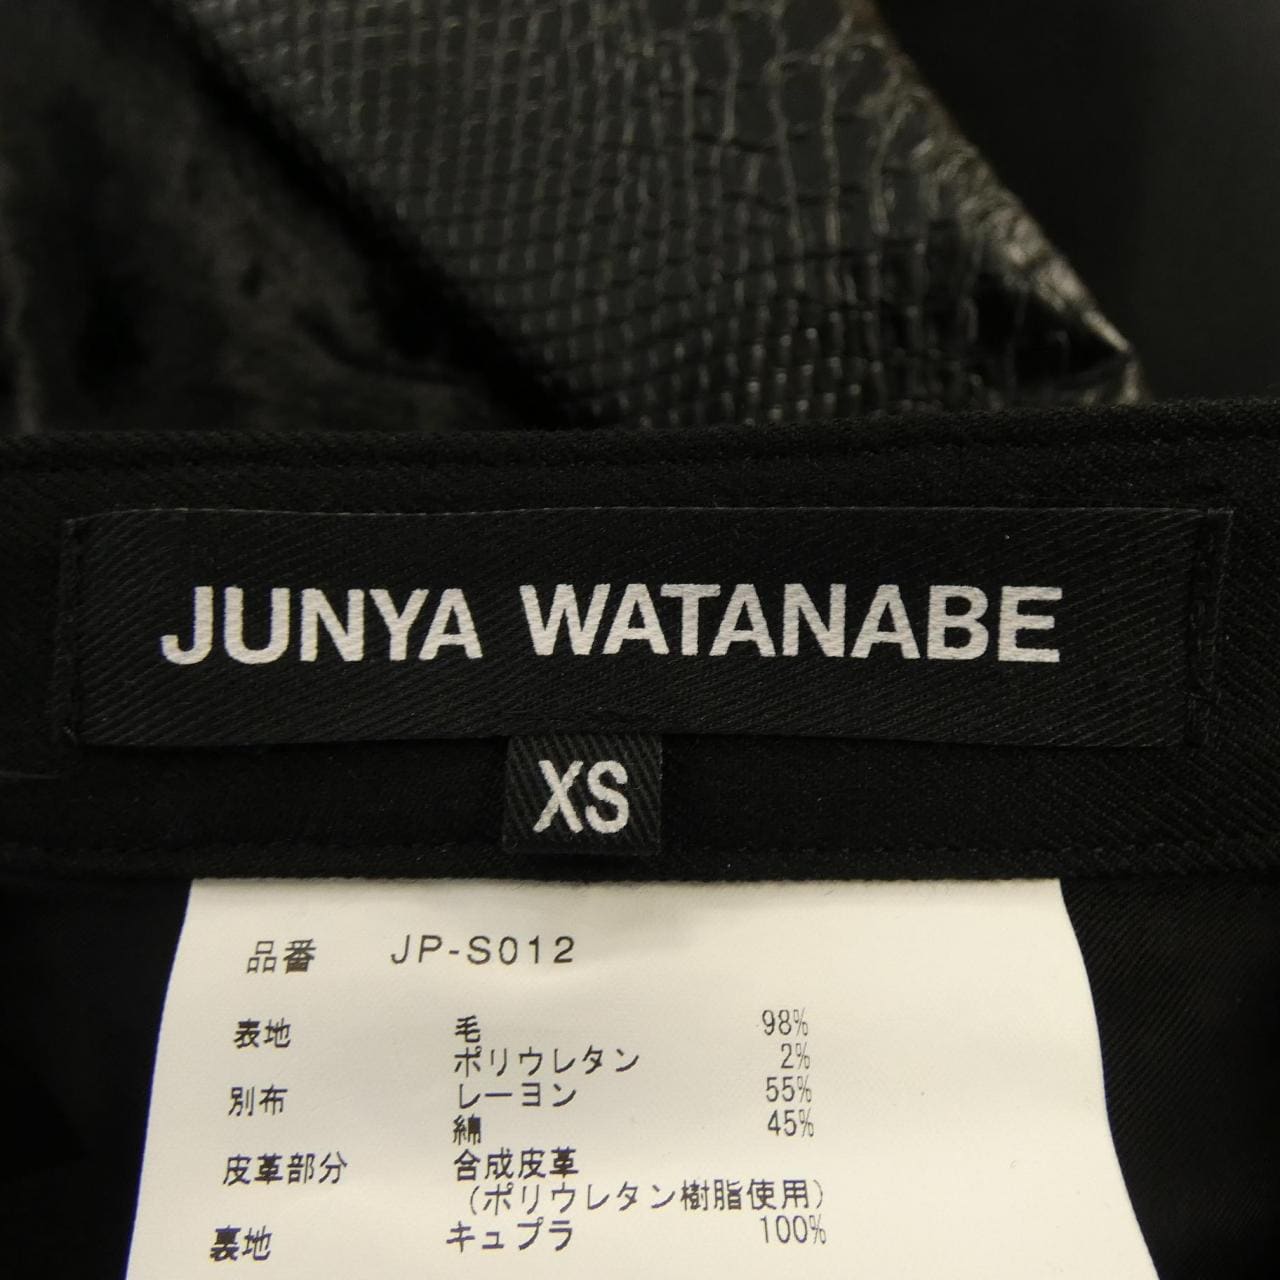 JUNYA WATANABE
XS
品番 JP-S012
表地 毛 98%
ポリウレタン 2%
別布 レーヨン 55%
綿 45%
皮革部分 合成皮革
(ポリウレタン樹脂使用)
裏地 キュプラ 100%